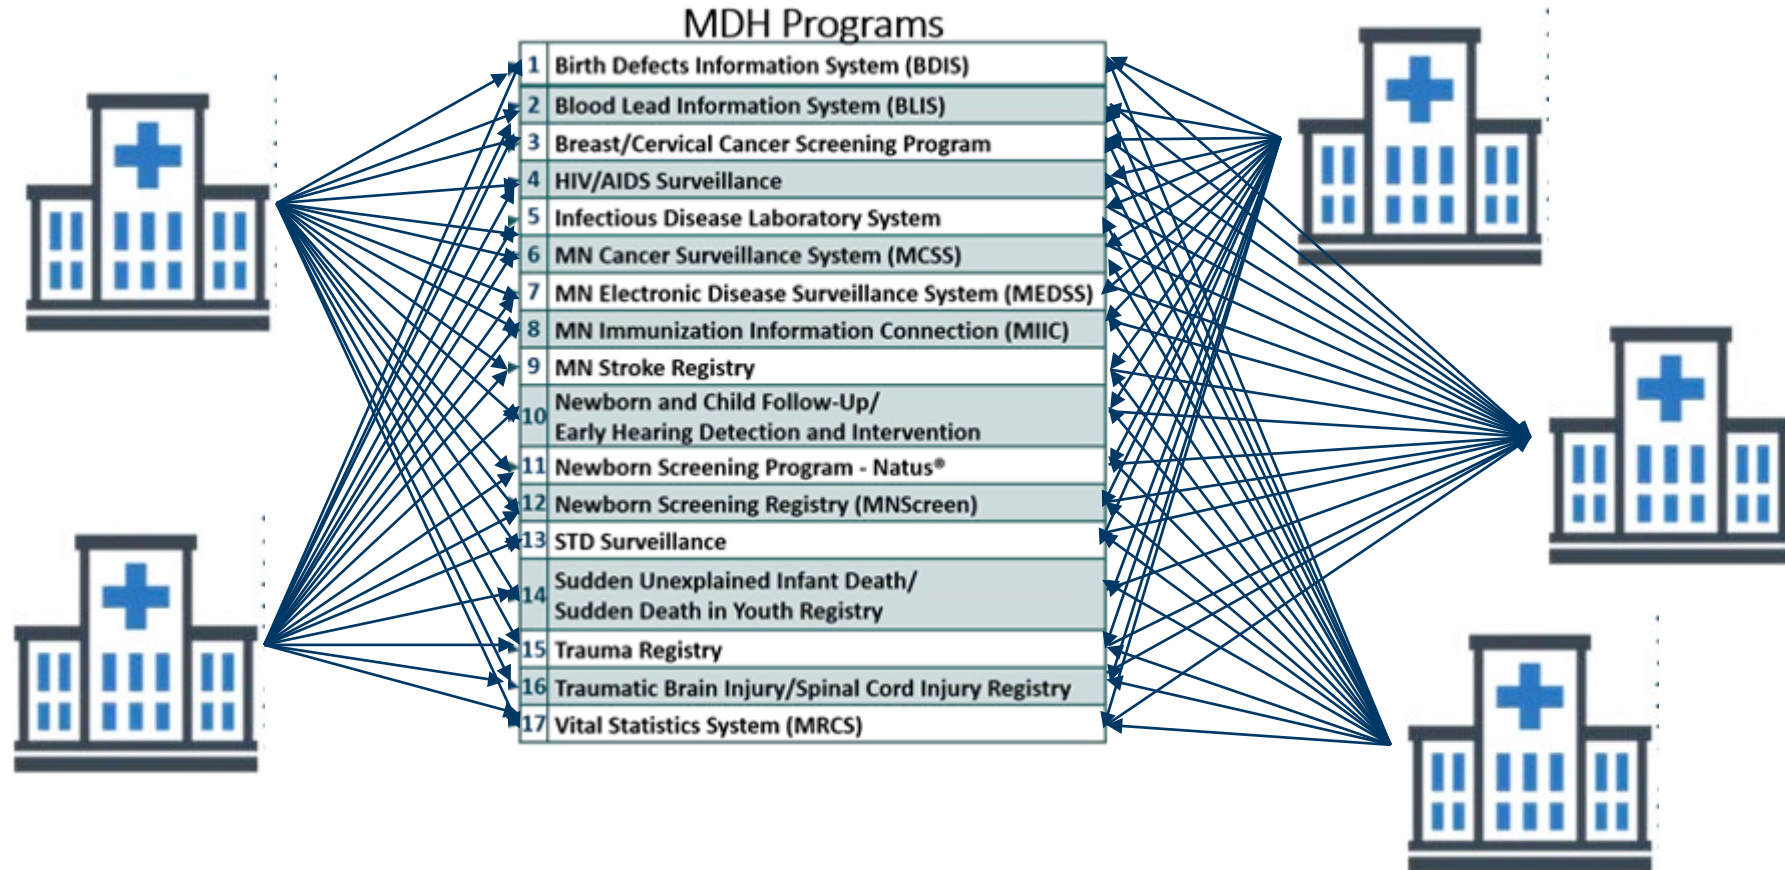 MDH Programs
1 Birth Defects Information System (BDIS)
2 Blood Lead Information System (BLIS)
3 Breast/Cervical Cancer Screening Program
4 HIV/AIDS Surveillance
5 Infectious Disease Laboratory System
6 MN Cancer Surveillance System (MCSS)
7 MN Electronic Disease Surveillance System (MEDSS)
8 MN Immunization Information Connection (MIIC)
9 MN Stroke Registry
10 Newborn and Child Follow-Up/
Early Hearing Detection and Intervention
11 Newborn Screening Program - Natus®
12 Newborn Screening Registry (MNScreen)
13 STD Surveillance
14 Sudden Unexplained Infant Death/
Sudden Death in Youth Registry
15 Trauma Registry
16 Traumatic Brain Injury/Spinal Cord Injury Registry
17 Vital Statistics System (MRCS)